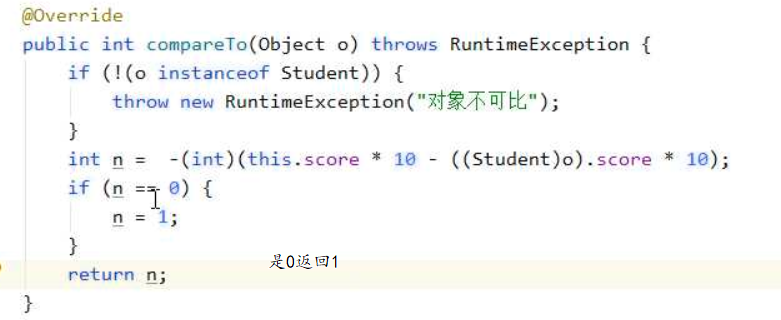 @Override
public int compareTo(Object o) throws RuntimeException {
if (!(o instanceof Student)) {
throw new RuntimeException("对象不可比");
}
int n =  -(int)(this.score * 10 - ((Student)o).score * 10);
if (n == 0) {
n = 1;
}
是0返回1
return n;
}